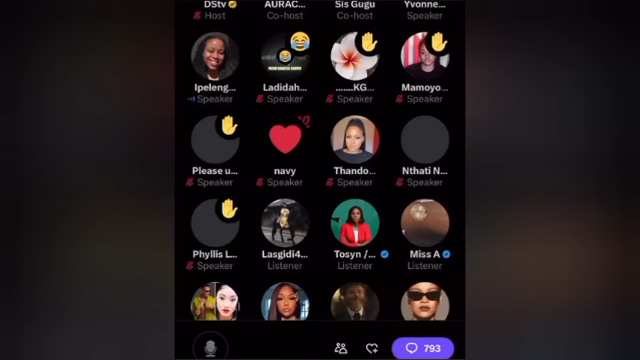 DStv AURAC... Sis Gugu Yvonne...
Host Co-host Co-host Speaker
Ipeleng... Ladidah... .......KG... Mamoyo...
Speaker Speaker Speaker Speaker
Please u... navy Thando... Nthati N...
Speaker Speaker Speaker Speaker
Phyllis L... Lasgidi4... Tosyn /... Miss A
Speaker Listener Listener Listener
793